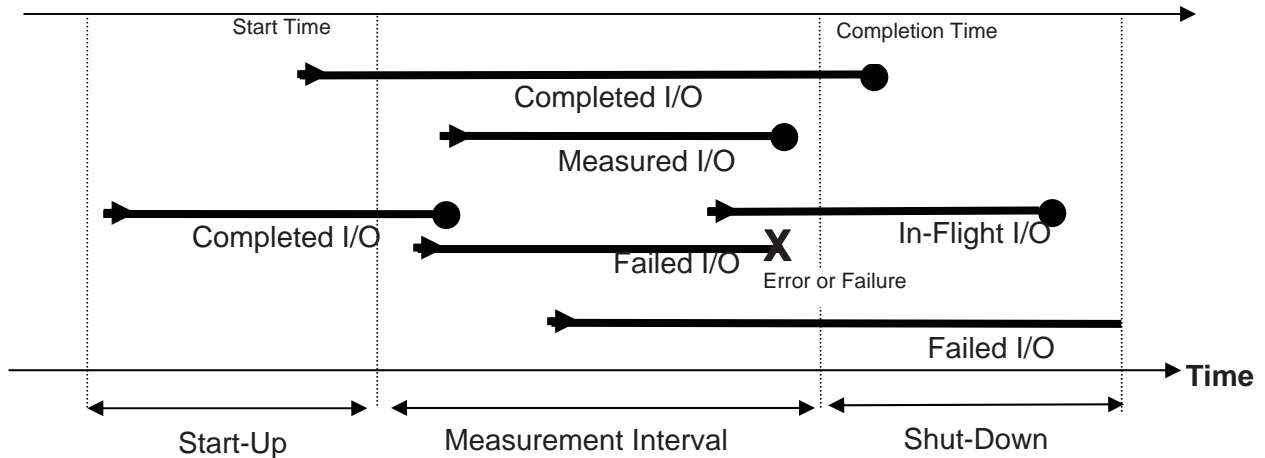 Start Time
Completion Time
Completed I/O
Measured I/O
Completed I/O
In-Flight I/O
Failed I/O
Error or Failure
Failed I/O
Time
Start-Up
Measurement Interval
Shut-Down